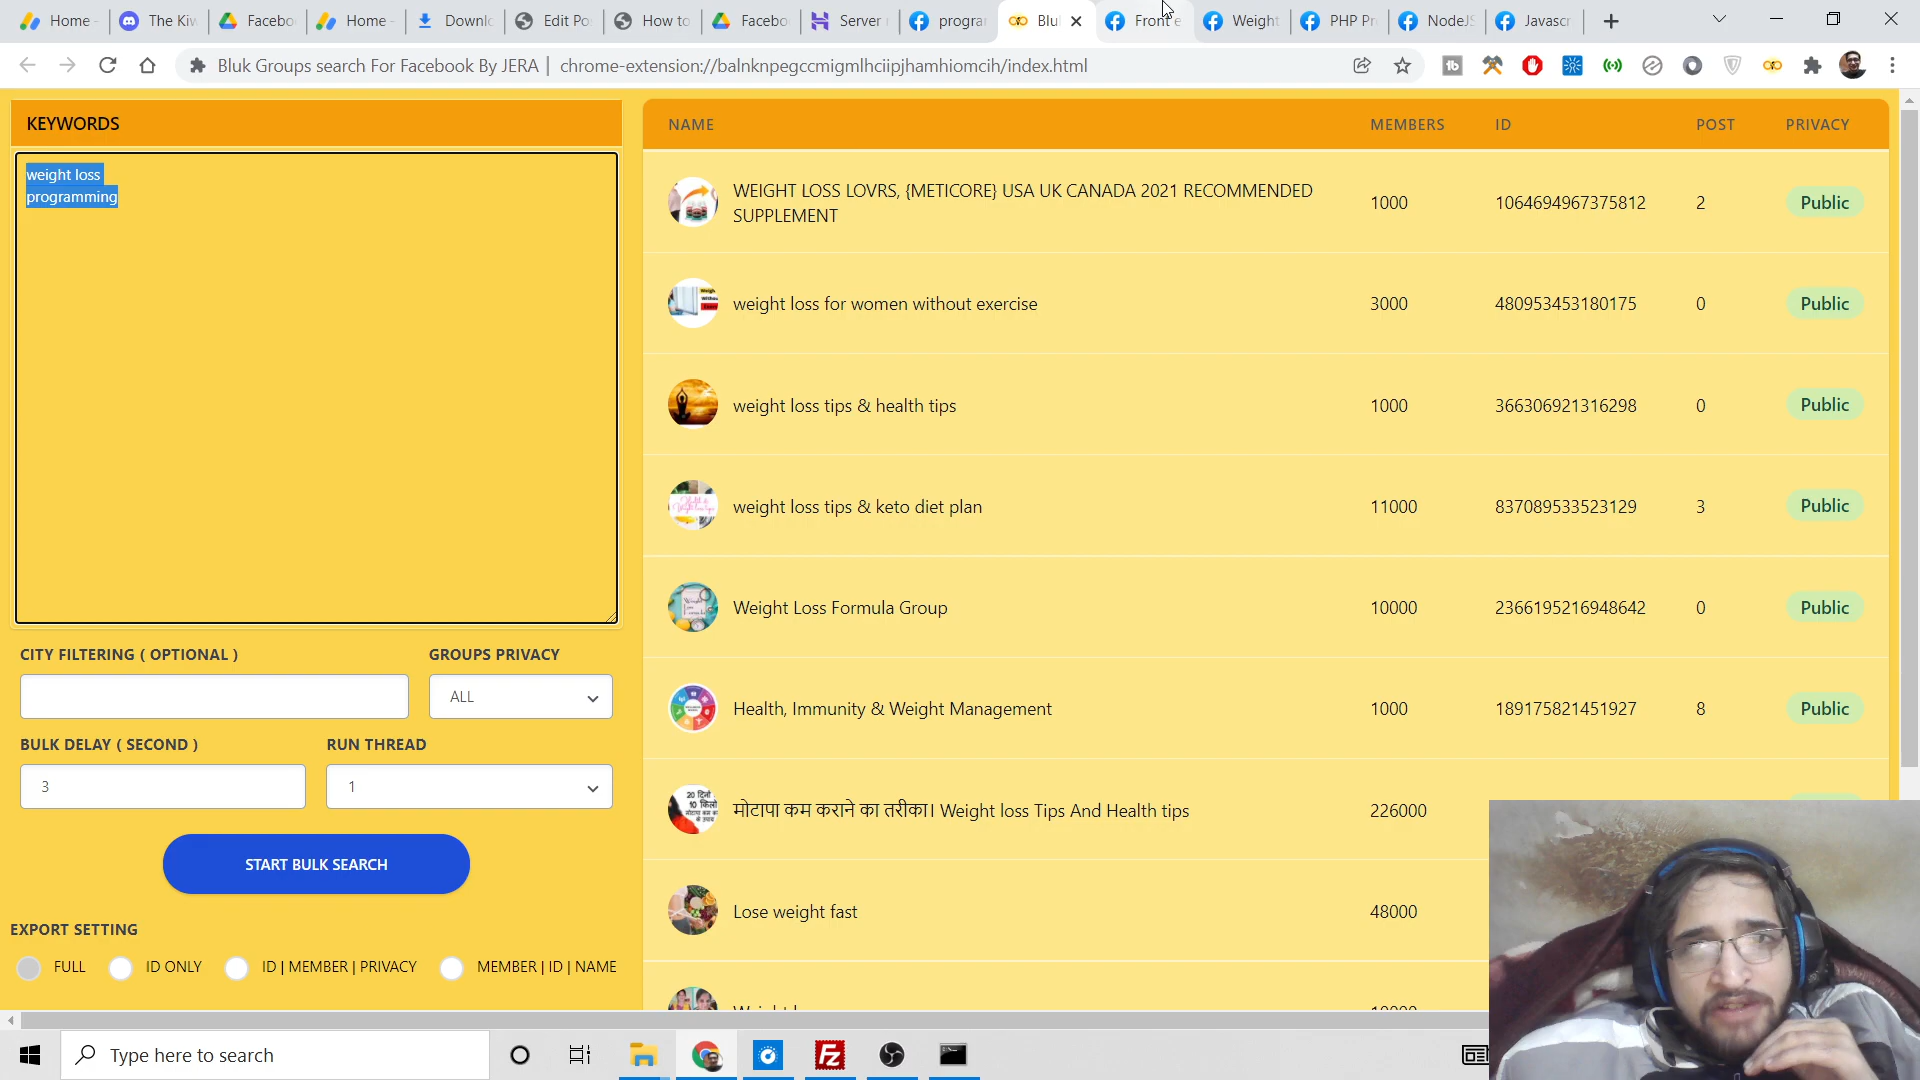 Home -
The Kiw
Facebo
Home -
Downlo
Edit Po
How to
Facebo
Server
progra
Blu
Front e
Weight
PHP Pr
NodeJS
Javascr
Bluk Groups search For Facebook By JERA | chrome-extension://balnknpegccmigmlhciipjhamhiomcih/index.html
KEYWORDS
weight loss
programming
CITY FILTERING ( OPTIONAL )
GROUPS PRIVACY
ALL
BULK DELAY ( SECOND )
RUN THREAD
3
1
START BULK SEARCH
EXPORT SETTING
FULL
ID ONLY
ID | MEMBER | PRIVACY
MEMBER | ID | NAME
NAME MEMBERS ID POST PRIVACY
WEIGHT LOSS LOVRS, {METICORE} USA UK CANADA 2021 RECOMMENDED
SUPPLEMENT
1000 1064694967375812 2 Public
weight loss for women without exercise 3000 480953453180175 0 Public
weight loss tips & health tips 1000 366306921316298 0 Public
weight loss tips & keto diet plan 11000 837089533523129 3 Public
Weight Loss Formula Group 10000 2366195216948642 0 Public
Health, Immunity & Weight Management 1000 189175821451927 8 Public
मोटापा कम कराने का तरीका। Weight loss Tips And Health tips 226000
Lose weight fast 48000
Type here to search